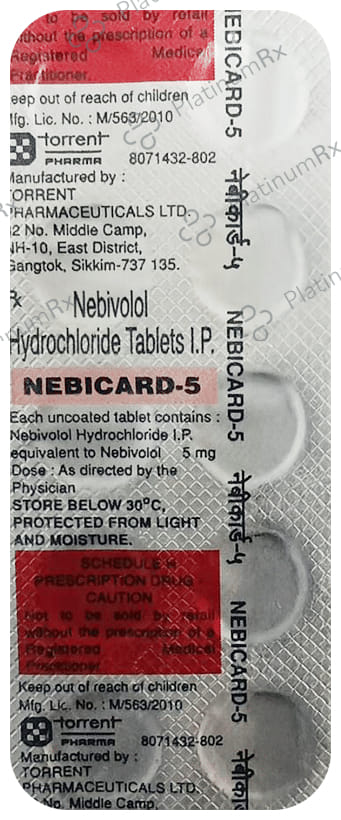 to be sold by retail
without the prescription of a
Registered Medical
Practitioner.
Keep out of reach of children
Mfg. Lic. No. : M/563/2010
torrent
PHARMA 8071432-802
Manufactured by :
TORRENT
PHARMACEUTICALS LTD.
32 No. Middle Camp,
NH-10, East District,
Gangtok, Sikkim-737 135.
Rx Nebivolol
Hydrochloride Tablets I.P.
NEBICARD-5
Each uncoated tablet contains :
Nebivolol Hydrochloride I.P.
equivalent to Nebivolol 5 mg
Dose : As directed by the
Physician
STORE BELOW 30°C,
PROTECTED FROM LIGHT
AND MOISTURE.
SCHEDULE H
PRESCRIPTION DRUG
CAUTION
Not to be sold by retail
without the prescription of a
Registered Medical
Practitioner.
Keep out of reach of children
Mfg. Lic. No. : M/563/2010
torrent
PHARMA 8071432-802
Manufactured by :
TORRENT
PHARMACEUTICALS LTD.
No. Middle Camp,
NEBICARD-5
नेबीकार्ड-५
NEBICARD-5
नेबीकार्ड-५
NEBICARD-5
नेबीका
PlatinumRx
PlatinumRx
Platin
PlatinumRx
PlatinumRx